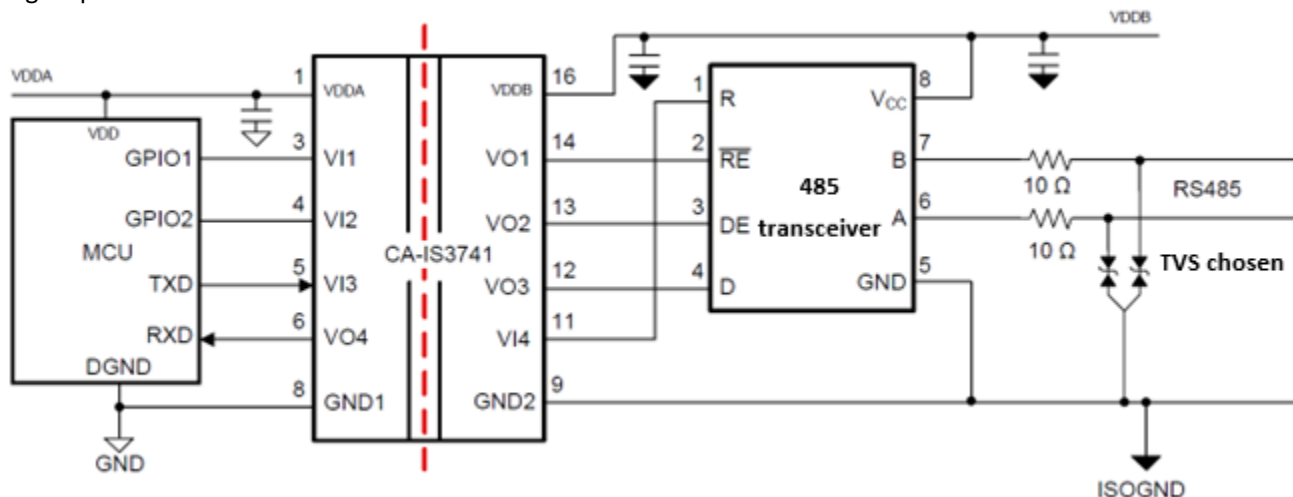 VDDB
VDDA
1
VDDA
VDDB
16
1
R
VCC
8
VDD
GPIO1
3
VI1
VO1
14
2
RE
B
7
10 Ω
RS485
GPIO2
4
VI2
VO2
13
3
DE
485
transceiver
A
6
10 Ω
MCU
CA-IS3741
TXD
5
VI3
VO3
12
4
D
GND
5
TVS chosen
RXD
6
VO4
VI4
11
DGND
8
GND1
GND2
9
GND
ISOGND